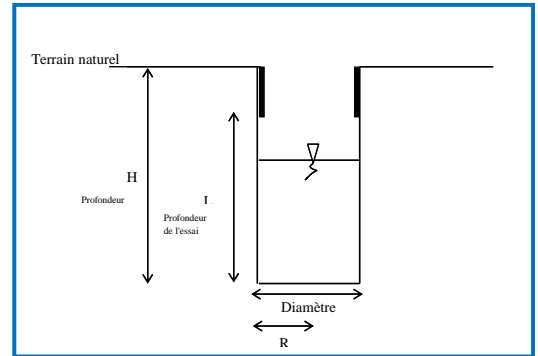 Terrain naturel
H
Profondeur
L
Profondeur
de l'essai
Diamètre
R